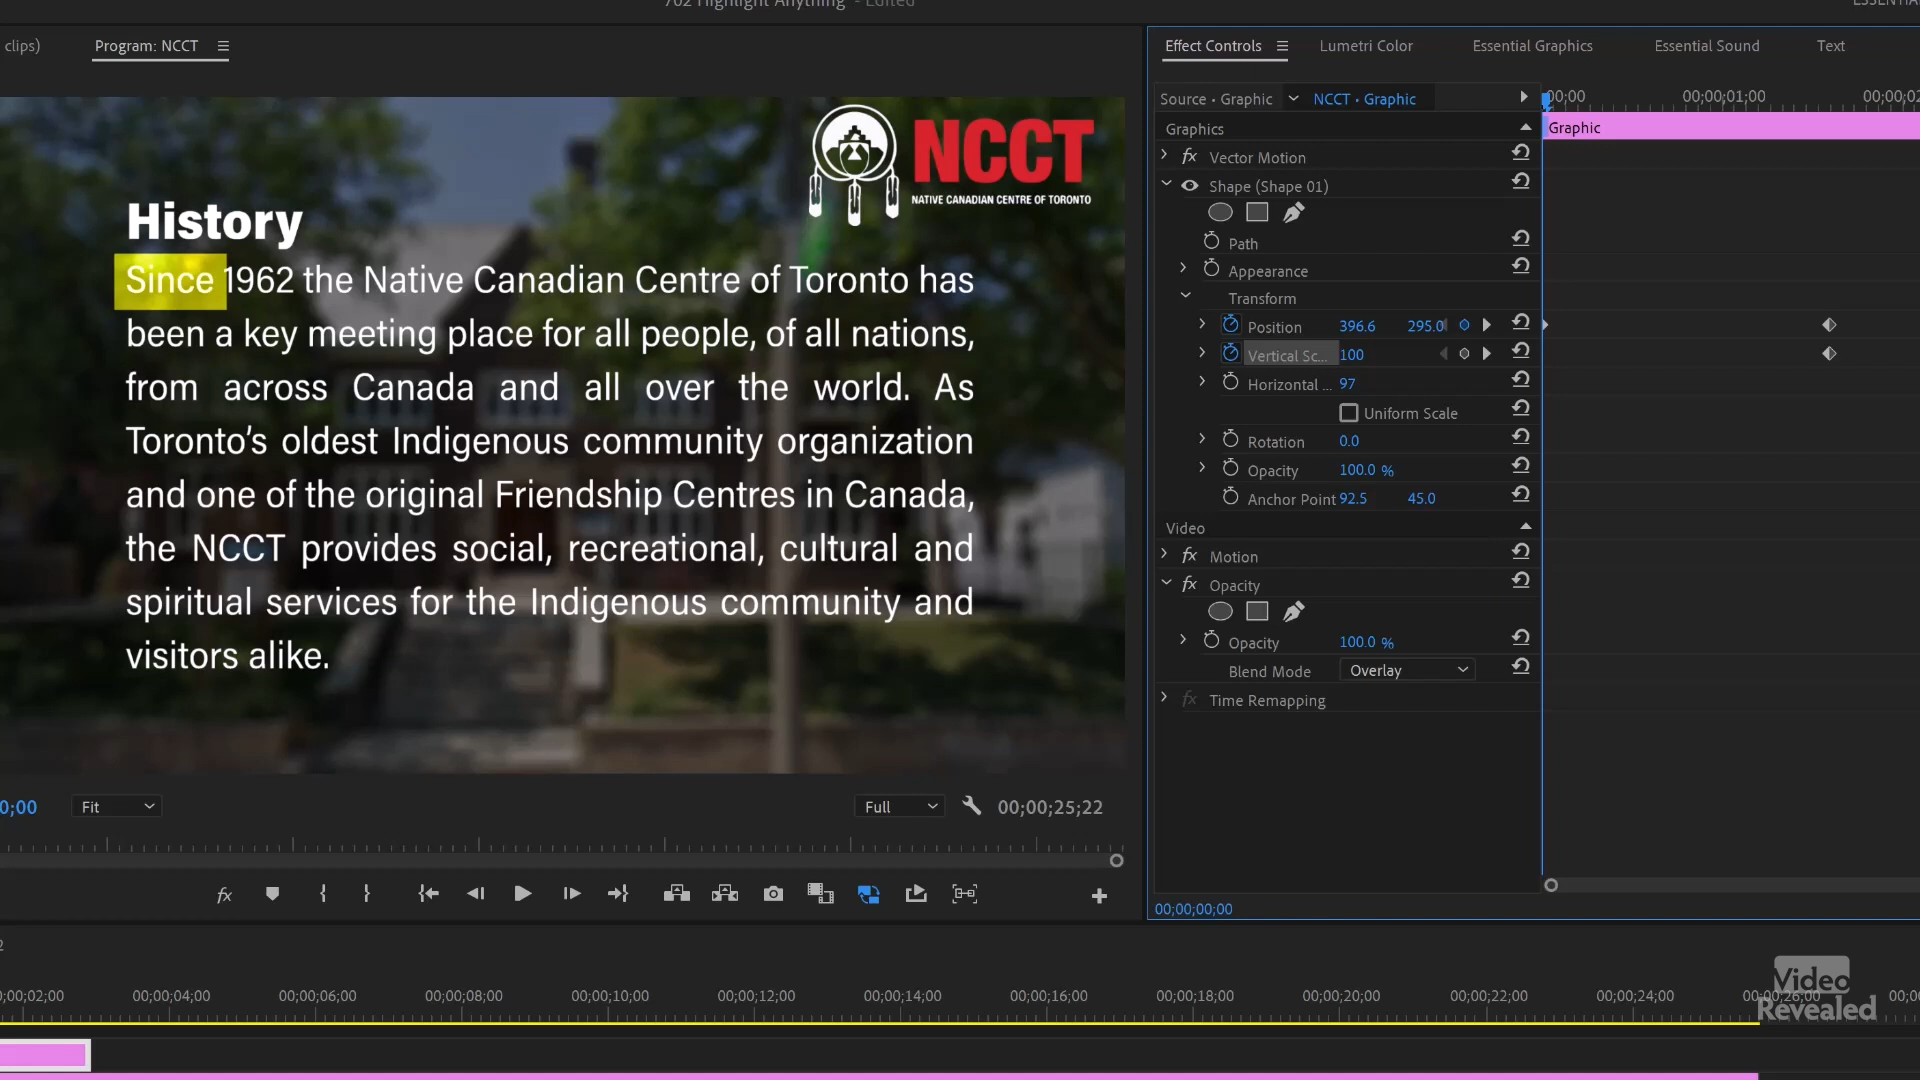 702 Highlight Anything - Edited
clips)
Program: NCCT
Effect Controls
Lumetri Color
Essential Graphics
Essential Sound
Text
Source • Graphic
NCCT • Graphic
00;00
00;00;01;00
00;00;02
Graphics
Graphic
Vector Motion
Shape (Shape 01)
Path
Appearance
Transform
Position 396.6 295.0
Vertical Sc... 100
Horizontal ... 97
Uniform Scale
Rotation 0.0
Opacity 100.0 %
Anchor Point 92.5 45.0
Video
fx Motion
fx Opacity
Opacity 100.0 %
Blend Mode Overlay
fx Time Remapping
00;00;00;00
NCCT
NATIVE CANADIAN CENTRE OF TORONTO
History
Since 1962 the Native Canadian Centre of Toronto has
been a key meeting place for all people, of all nations,
from across Canada and all over the world. As
Toronto's oldest Indigenous community organization
and one of the original Friendship Centres in Canada,
the NCCT provides social, recreational, cultural and
spiritual services for the Indigenous community and
visitors alike.
0;00
Fit
Full
00;00;25;22
fx
2
;00;02;00
00;00;04;00
00;00;06;00
00;00;08;00
00;00;10;00
00;00;12;00
00;00;14;00
00;00;16;00
00;00;18;00
00;00;20;00
00;00;22;00
00;00;24;00
00;00;26;00
Video
Revealed